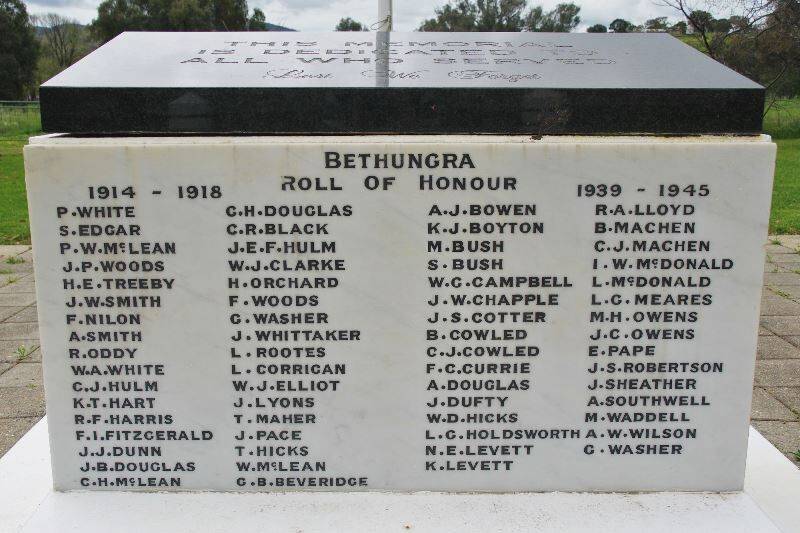 THIS MEMORIAL
IS DEDICATED TO
ALL WHO SERVED
Lest We Forget
BETHUNGRA
ROLL OF HONOUR
1914 - 1918
P. WHITE
S. EDGAR
P. W. McLEAN
J. P. WOODS
H. E. TREEBY
J. W. SMITH
F. NILON
A. SMITH
R. ODDY
W. A. WHITE
C. J. HULM
K. T. HART
R. F. HARRIS
F. I. FITZGERALD
J. J. DUNN
J. B. DOUGLAS
C. H. McLEAN
C. H. DOUGLAS
C. R. BLACK
J. E. F. HULM
W. J. CLARKE
H. ORCHARD
F. WOODS
G. WASHER
J. WHITTAKER
L. ROOTES
L. CORRIGAN
W. J. ELLIOT
J. LYONS
T. MAHER
J. PACE
T. HICKS
W. McLEAN
G. B. BEVERIDGE
1939 - 1945
A. J. BOWEN
K. J. BOYTON
M. BUSH
S. BUSH
W. G. CAMPBELL
J. W. CHAPPLE
J. S. COTTER
B. COWLED
C. J. COWLED
F. C. CURRIE
A. DOUGLAS
J. DUFTY
W. D. HICKS
L. G. HOLDSWORTH
N. E. LEVETT
K. LEVETT
R. A. LLOYD
B. MACHEN
C. J. MACHEN
I. W. McDONALD
L. McDONALD
L. G. MEARES
M. H. OWENS
J. C. OWENS
E. PAPE
J. S. ROBERTSON
J. SHEATHER
A. SOUTHWELL
M. WADDELL
A. W. WILSON
G. WASHER